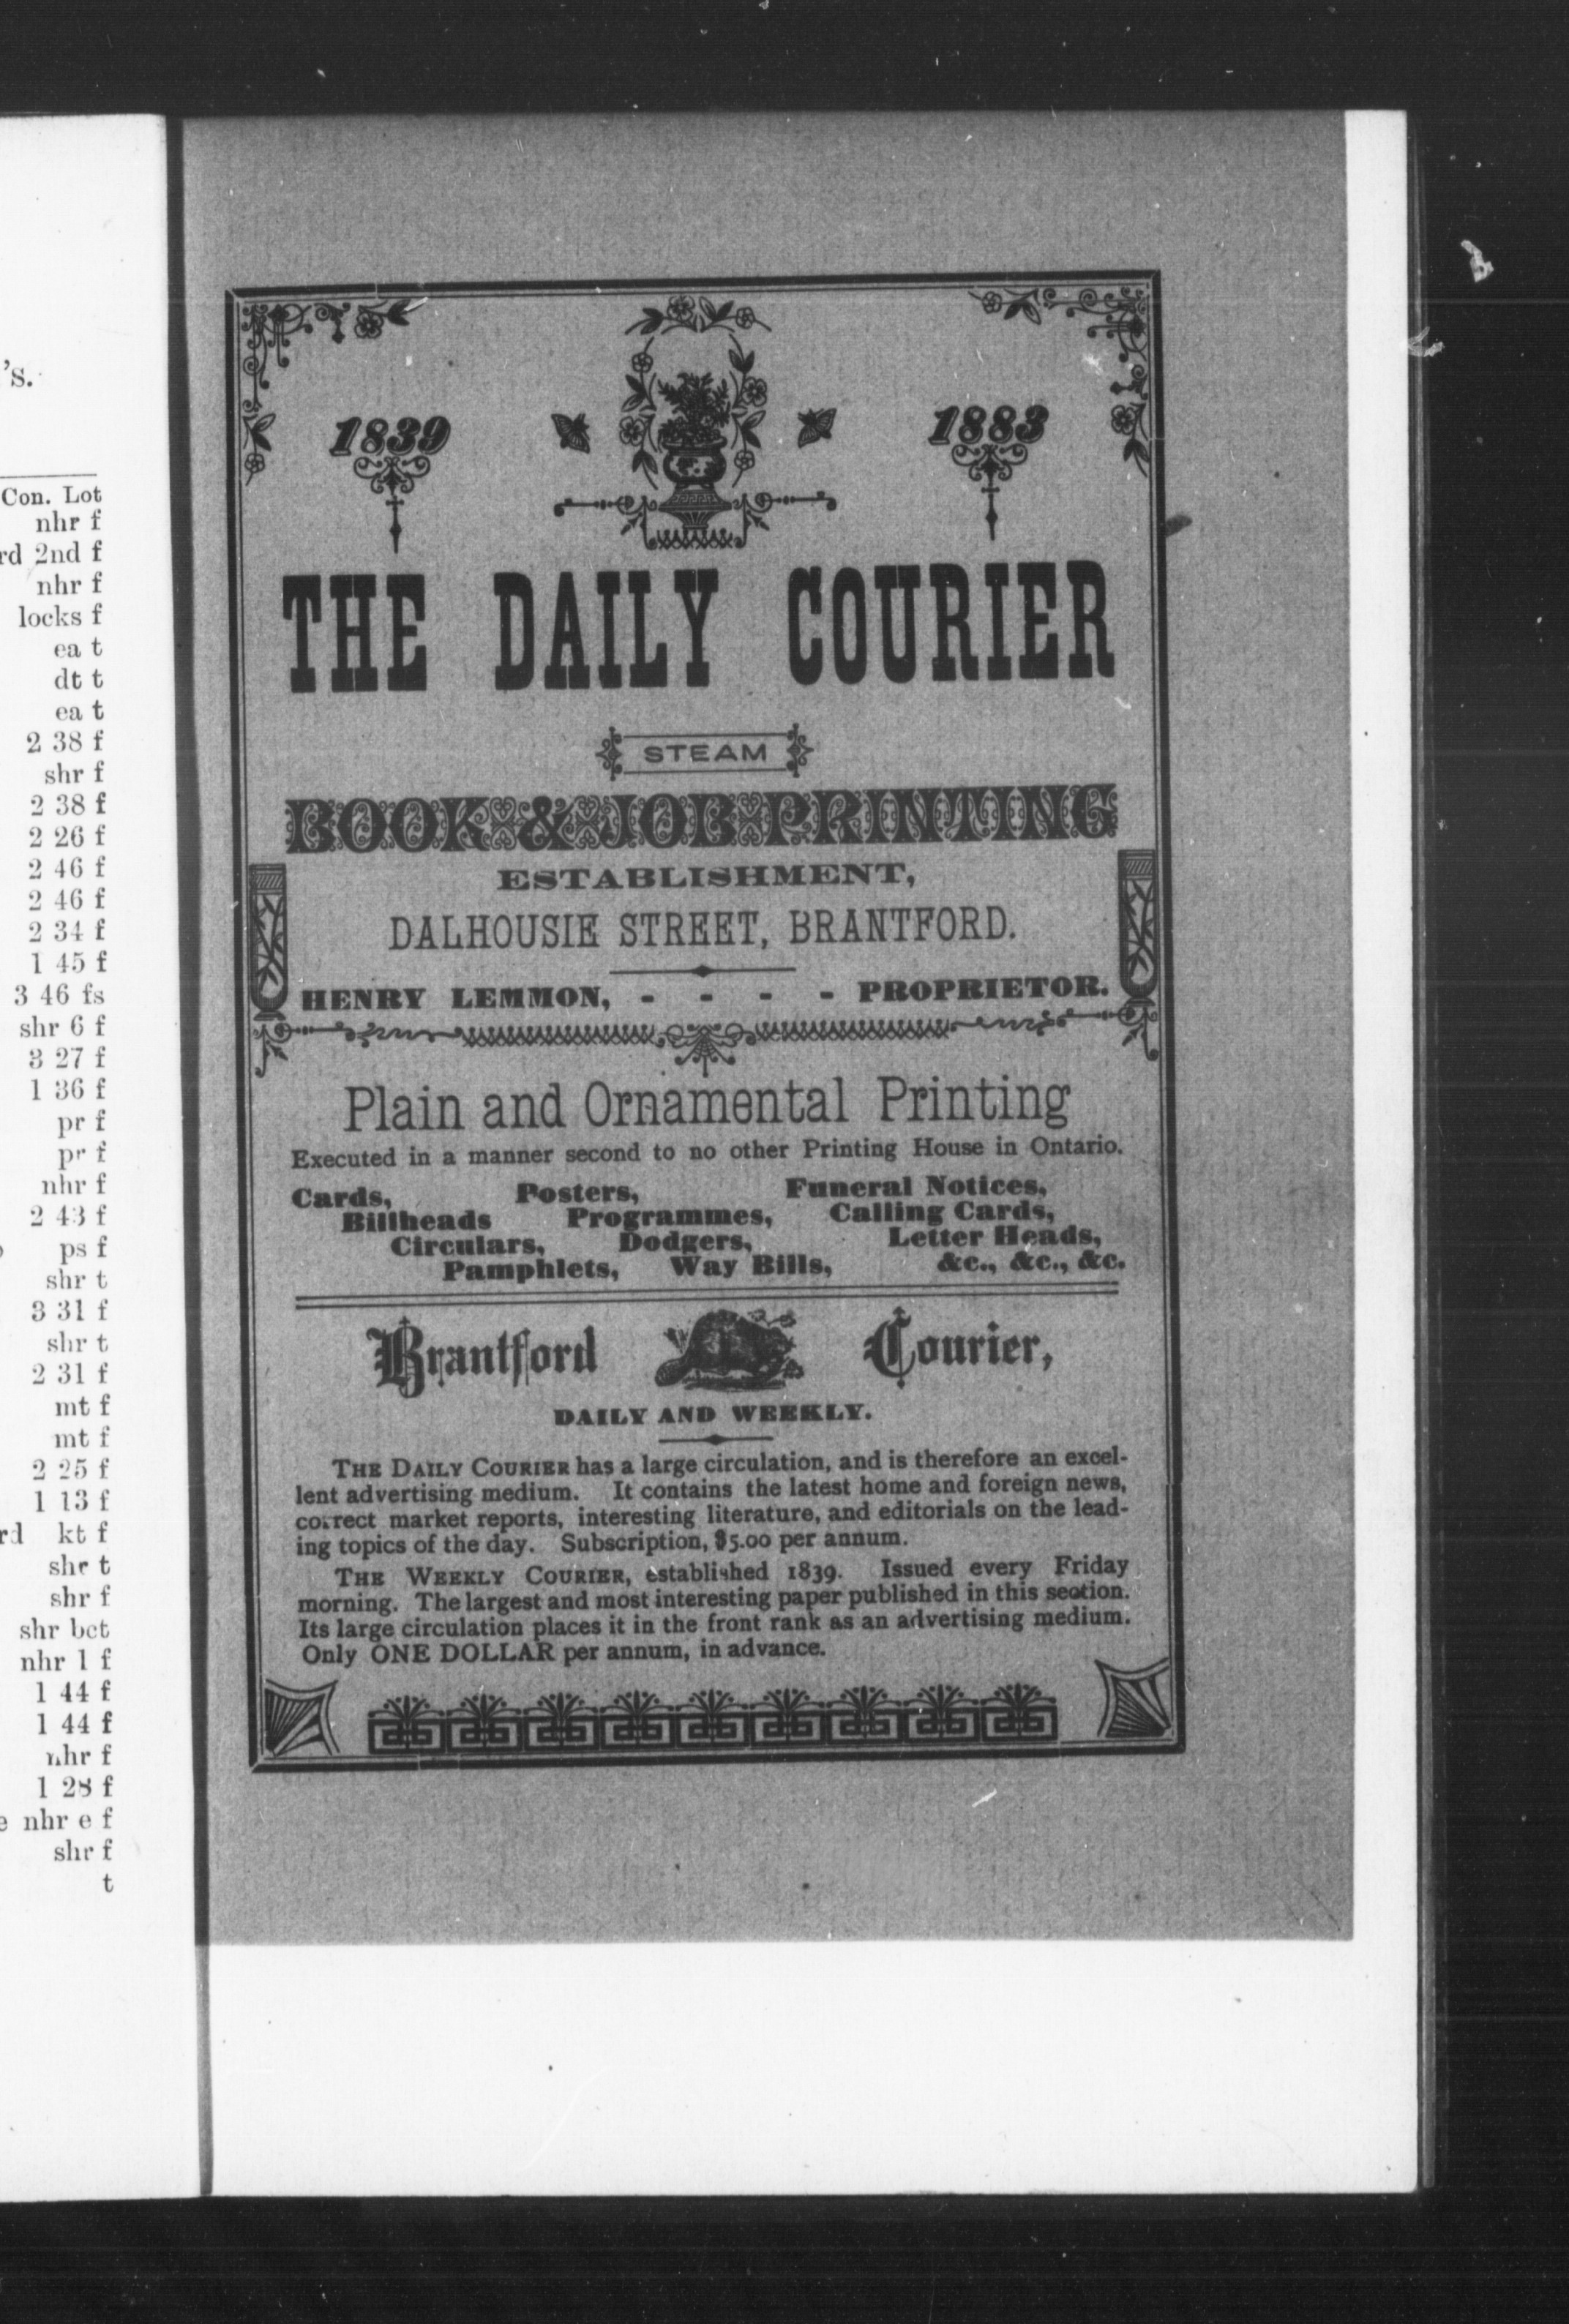 's.
Con. Lot
nhr f
rd 2nd f
nhr f
locks f
ea t
dt t
ea t
2 38 f
shr f
2 38 f
2 26 f
2 46 f
2 46 f
2 34 f
1 45 f
3 46 fs
shr 6 f
3 27 f
1 36 f
pr f
pr f
nhr f
2 43 f
ps f
shr t
3 31 f
shr t
2 31 f
mt f
mt f
2 25 f
1 13 f
rd kt f
shr t
shr f
shr bct
nhr 1 f
1 44 f
1 44 f
nhr f
1 28 f
e nhr e f
shr f
t
1839 1883
THE DAILY COURIER
STEAM
BOOK & JOB PRINTING
ESTABLISHMENT,
DALHOUSIE STREET, BRANTFORD.
HENRY LEMMON, - - - - PROPRIETOR.
Plain and Ornamental Printing
Executed in a manner second to no other Printing House in Ontario.
Cards, Posters, Funeral Notices,
Billheads Programmes, Calling Cards,
Circulars, Dodgers, Letter Heads,
Pamphlets, Way Bills, &c., &c., &c.
Brantford Courier,
DAILY AND WEEKLY.
THE DAILY COURIER has a large circulation, and is therefore an excel-
lent advertising medium. It contains the latest home and foreign news,
correct market reports, interesting literature, and editorials on the lead-
ing topics of the day. Subscription, $5.00 per annum.
THE WEEKLY COURIER, established 1839. Issued every Friday
morning. The largest and most interesting paper published in this section.
Its large circulation places it in the front rank as an advertising medium.
Only ONE DOLLAR per annum, in advance.